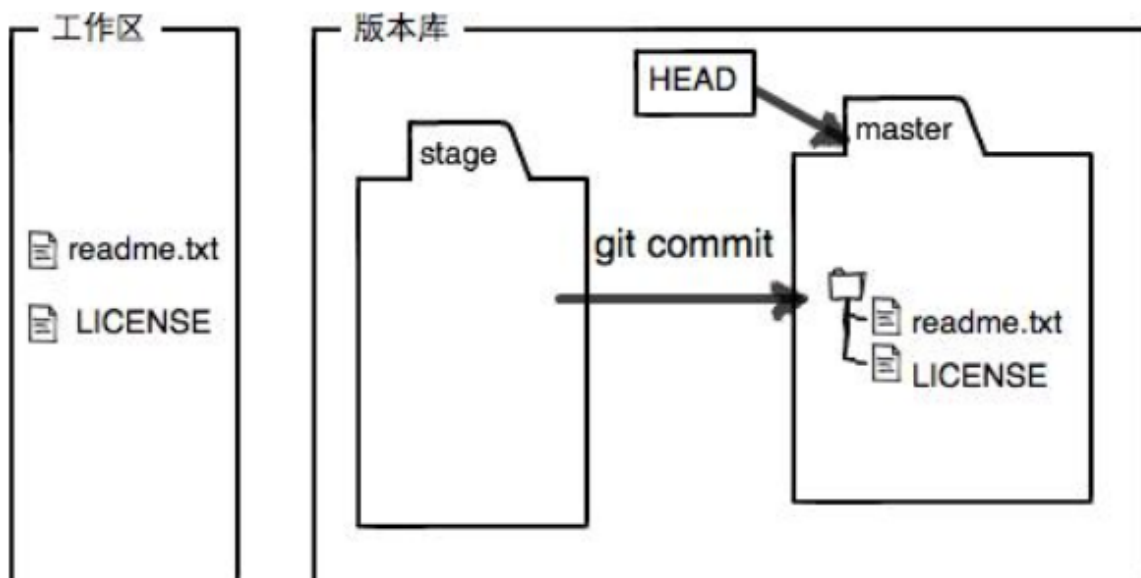 工作区
版本库
HEAD
master
stage
git commit
readme.txt
LICENSE
readme.txt
LICENSE